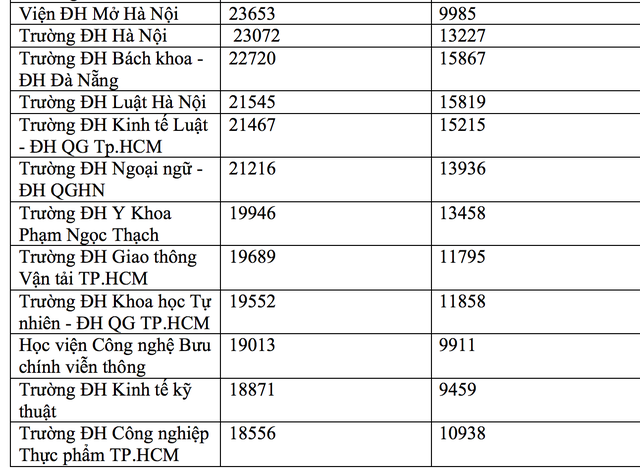 Viện ĐH Mở Hà Nội 23653 9985
Trường ĐH Hà Nội 23072 13227
Trường ĐH Bách khoa - 22720 15867
ĐH Đà Nẵng
Trường ĐH Luật Hà Nội 21545 15819
Trường ĐH Kinh tế Luật 21467 15215
- ĐH QG Tp.HCM
Trường ĐH Ngoại ngữ - 21216 13936
ĐH QGHN
Trường ĐH Y Khoa 19946 13458
Phạm Ngọc Thạch
Trường ĐH Giao thông 19689 11795
Vận tải TP.HCM
Trường ĐH Khoa học Tự 19552 11858
nhiên - ĐH QG TP.HCM
Học viện Công nghệ Bưu 19013 9911
chính viễn thông
Trường ĐH Kinh tế kỹ 18871 9459
thuật
Trường ĐH Công nghiệp 18556 10938
Thực phẩm TP.HCM